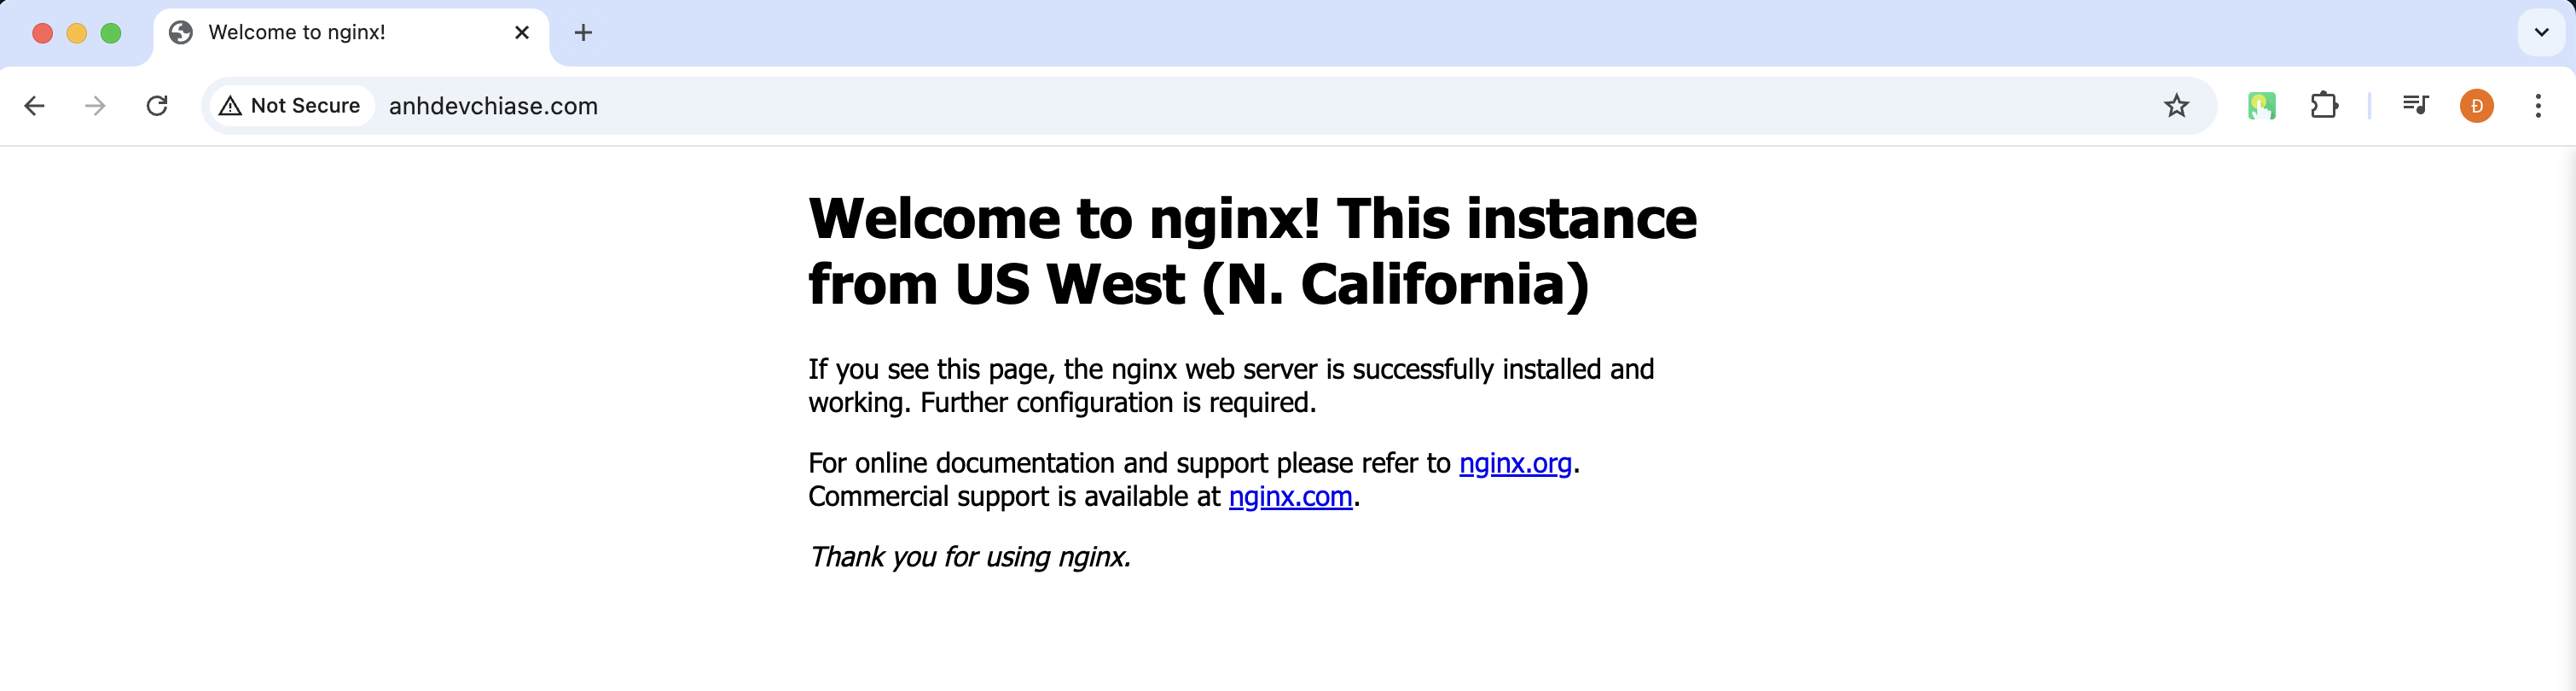 Welcome to nginx!
Not Secure anhdevchiase.com
Đ
Welcome to nginx! This instance
from US West (N. California)
If you see this page, the nginx web server is successfully installed and
working. Further configuration is required.
For online documentation and support please refer to nginx.org.
Commercial support is available at nginx.com.
Thank you for using nginx.